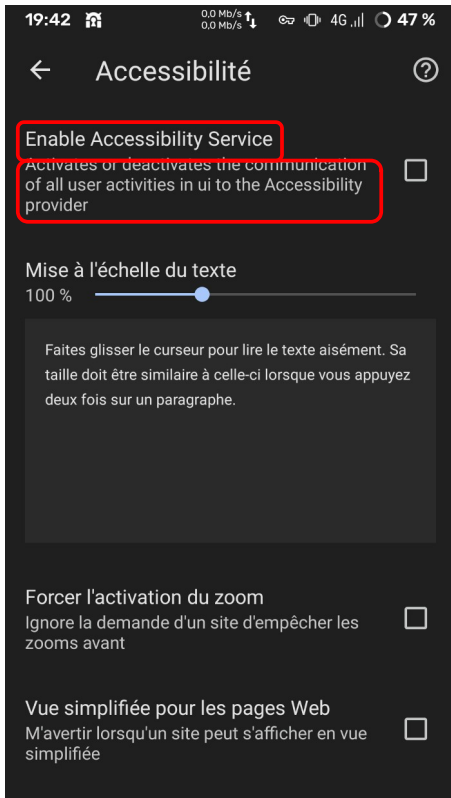 19:42 0,0 Mb/s 4G 47 %
0,0 Mb/s
Accessibilité
Enable Accessibility Service
Activates or deactivates the communication
of all user activities in ui to the Accessibility
provider
Mise à l'échelle du texte
100 %
Faites glisser le curseur pour lire le texte aisément. Sa
taille doit être similaire à celle-ci lorsque vous appuyez
deux fois sur un paragraphe.
Forcer l'activation du zoom
Ignore la demande d'un site d'empêcher les
zooms avant
Vue simplifiée pour les pages Web
M'avertir lorsqu'un site peut s'afficher en vue
simplifiée